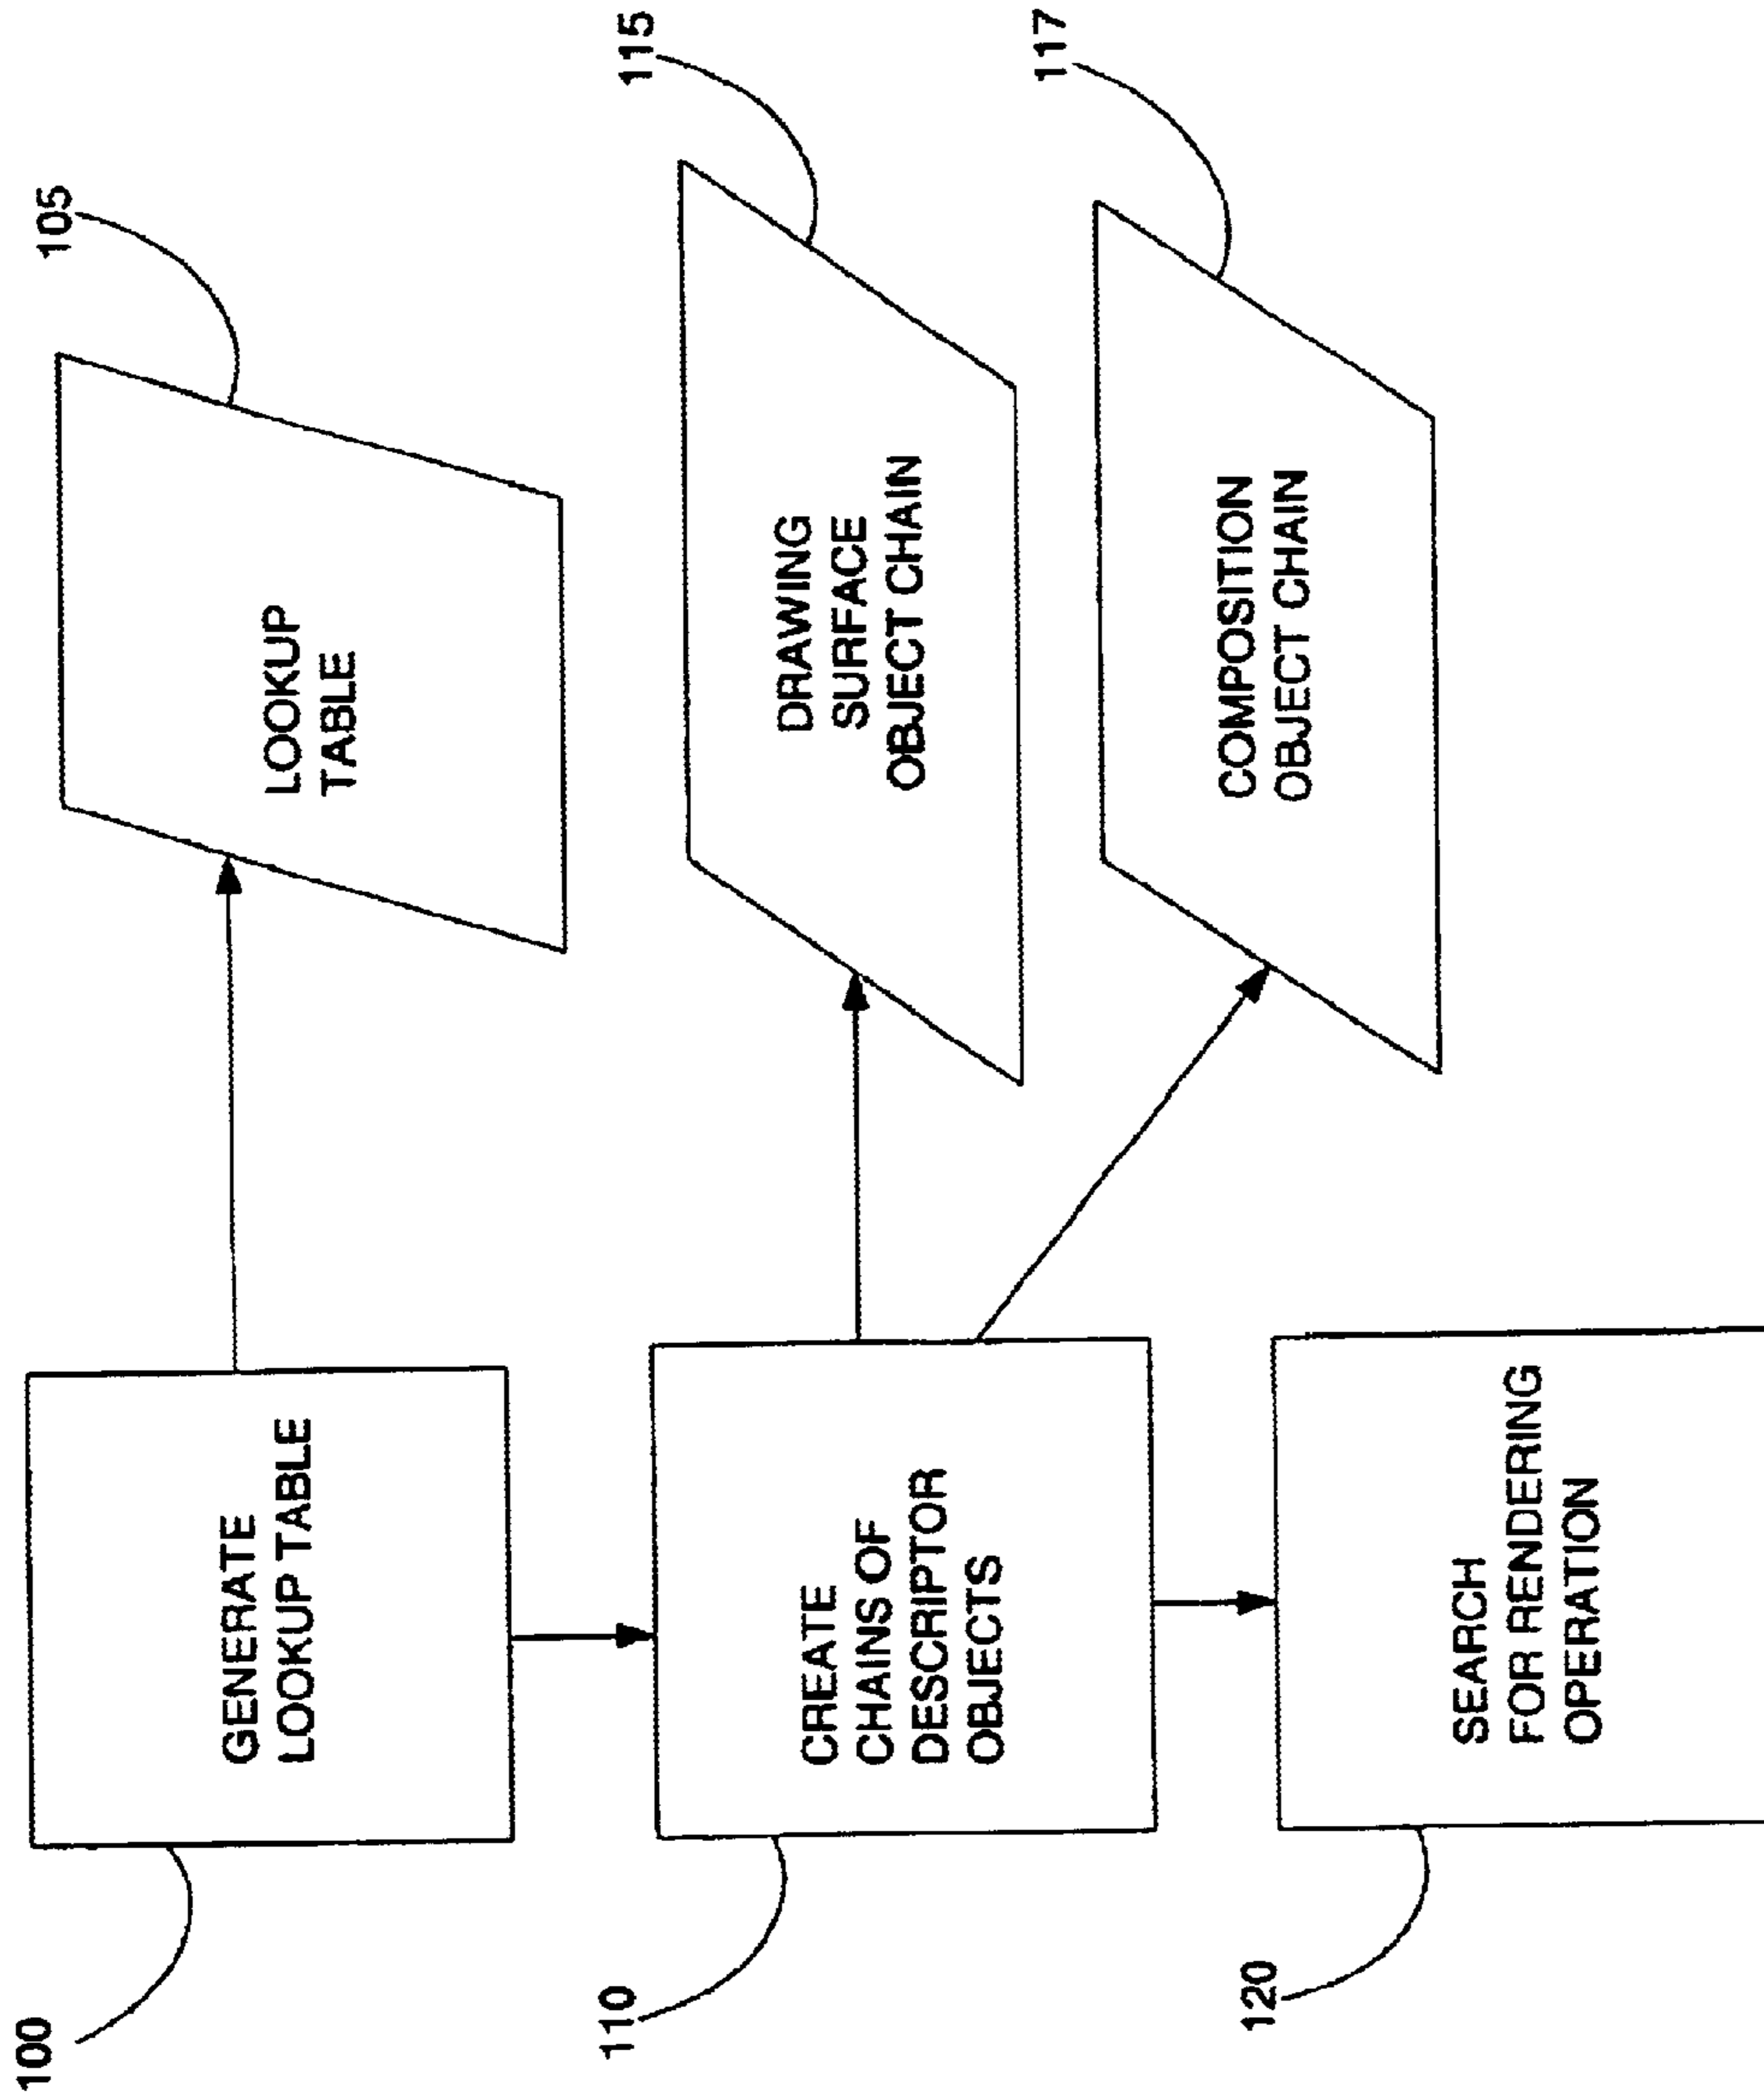 100
GENERATE
LOOKUP TABLE
105
LOOKUP
TABLE
110
CREATE
CHAINS OF
DESCRIPTOR
OBJECTS
115
DRAWING
SURFACE
OBJECT CHAIN
117
COMPOSITION
OBJECT CHAIN
120
SEARCH
FOR RENDERING
OPERATION